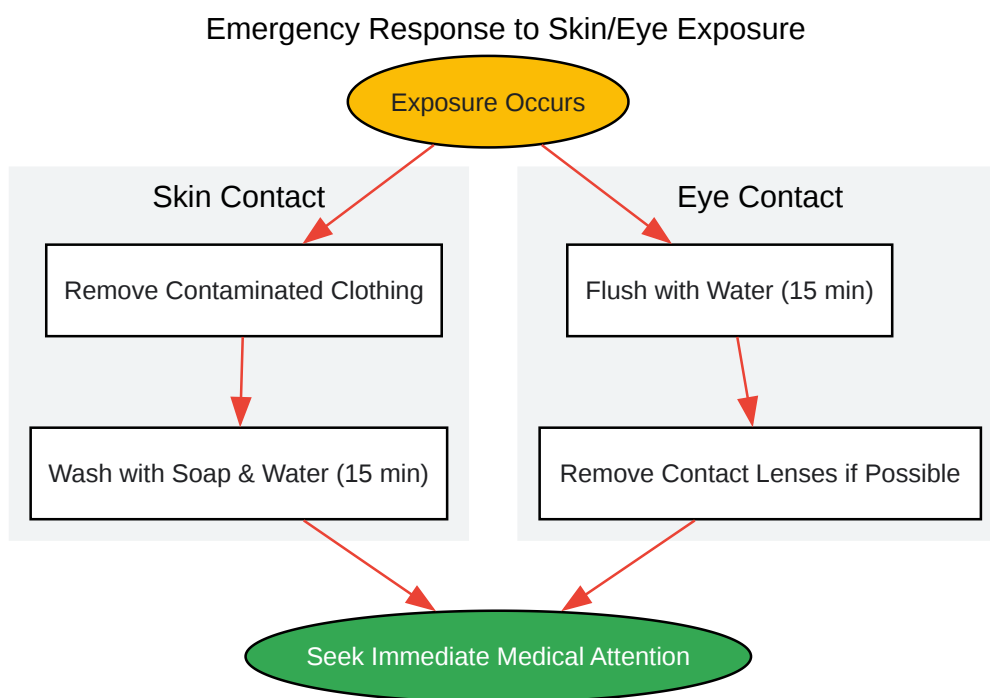 Emergency Response to Skin/Eye Exposure
Exposure Occurs
Skin Contact
Remove Contaminated Clothing
Wash with Soap & Water (15 min)
Eye Contact
Flush with Water (15 min)
Remove Contact Lenses if Possible
Seek Immediate Medical Attention